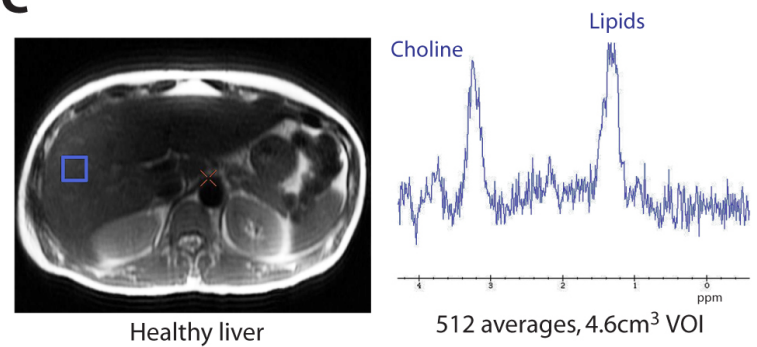 C
Lipids
Choline
4 3 2 1 0
ppm
Healthy liver
512 averages, 4.6cm³ VOI